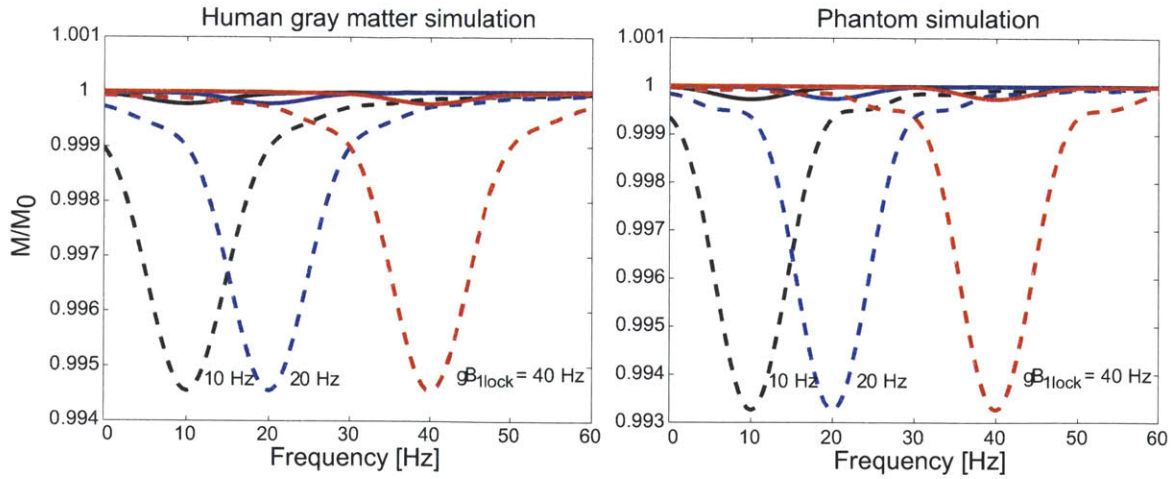 Human gray matter simulation
1.001
1
0.999
0.998
0.997
0.996
0.995
0.994
M/M0
10 Hz
20 Hz
gB1lock = 40 Hz
0 10 20 30 40 50 60
Frequency [Hz]
Phantom simulation
1.001
1
0.999
0.998
0.997
0.996
0.995
0.994
0.993
10 Hz
20 Hz
gB1lock = 40 Hz
0 10 20 30 40 50 60
Frequency [Hz]